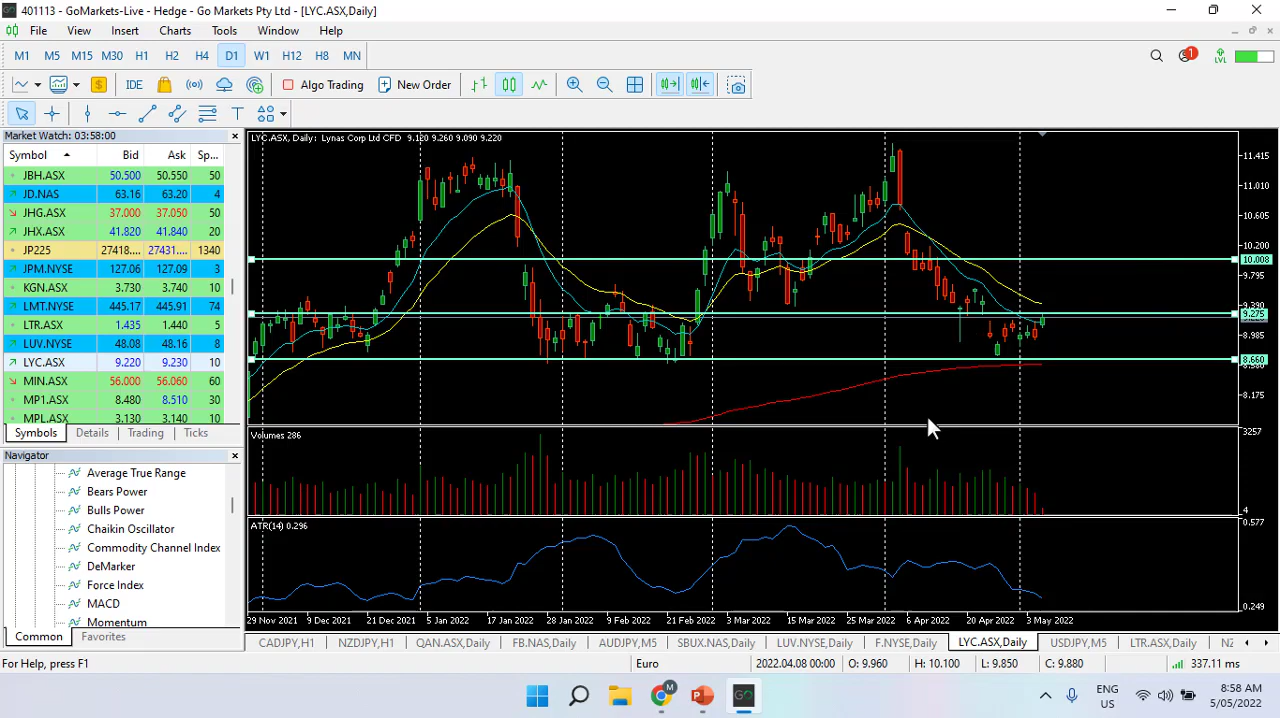 401113 - GoMarkets-Live - Hedge - Go Markets Pty Ltd - [LYC.ASX,Daily]
File View Insert Charts Tools Window Help
M1 M5 M15 M30 H1 H2 H4 D1 W1 H12 H8 MN
1 LVL
IDE Algo Trading New Order
T
Market Watch: 03:58:00
Symbol Bid Ask Sp...
JBH.ASX 50.500 50.550 50
JD.NAS 63.16 63.20 4
JHG.ASX 37.000 37.050 50
JHX.ASX 41.820 41.840 20
JP225 27418.... 27431.... 1340
JPM.NYSE 127.06 127.09 3
KGN.ASX 3.730 3.740 10
LMT.NYSE 445.17 445.91 74
LTR.ASX 1.435 1.440 5
LUV.NYSE 48.08 48.16 8
LYC.ASX 9.220 9.230 10
MIN.ASX 56.000 56.060 60
MP1.ASX 8.480 8.510 30
MPL.ASX 3.130 3.140 10
Symbols Details Trading Ticks
Navigator
Average True Range
Bears Power
Bulls Power
Chaikin Oscillator
Commodity Channel Index
DeMarker
Force Index
MACD
Momentum
Common Favorites
LYC.ASX, Daily: Lynas Corp Ltd CFD 9.120 9.260 9.090 9.220
11.415
11.010
10.605
10.200
10.008
9.795
9.390
9.275
8.985
8.660
8.580
8.175
Volumes 286
3257
4
ATR(14) 0.296
0.577
0.249
29 Nov 2021 9 Dec 2021 21 Dec 2021 5 Jan 2022 17 Jan 2022 28 Jan 2022 9 Feb 2022 21 Feb 2022 3 Mar 2022 15 Mar 2022 25 Mar 2022 6 Apr 2022 20 Apr 2022 3 May 2022
CADJPY,H1 NZDJPY,H1 QAN.ASX,Daily FB.NAS,Daily AUDJPY,M5 SBUX.NAS,Daily LUV.NYSE,Daily F.NYSE,Daily LYC.ASX,Daily USDJPY,M5 LTR.ASX,Daily
For Help, press F1 Euro 2022.04.08 00:00 O: 9.960 H: 10.100 L: 9.850 C: 9.880 337.11 ms
M GO ENG US 8:58 AM 5/05/2022